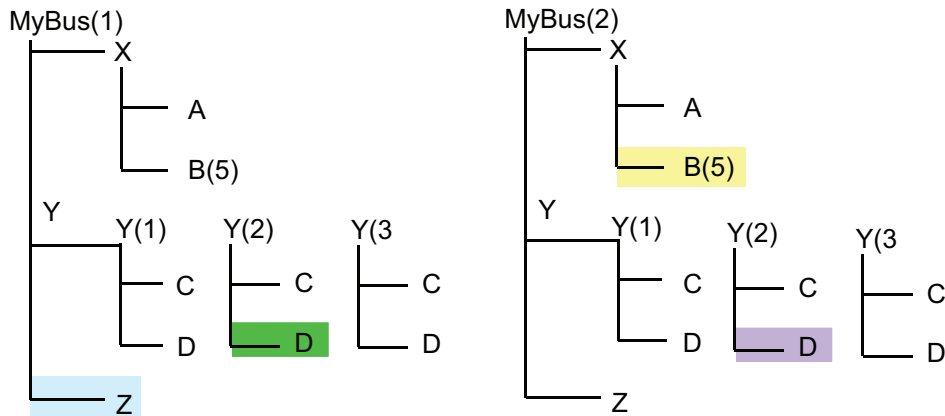 MyBus(1)
X
A
B(5)
Y
Y(1) Y(2) Y(3
C C C
D D D
Z
MyBus(2)
X
A
B(5)
Y
Y(1) Y(2) Y(3
C C C
D D D
Z